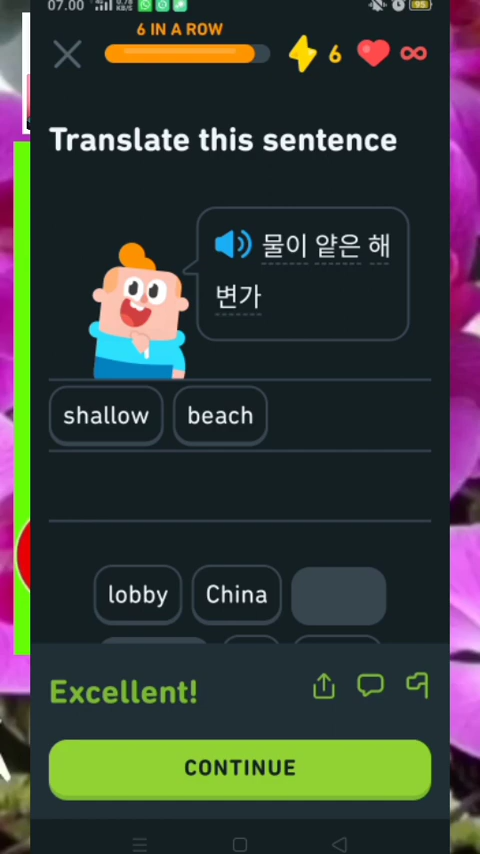 07.00
95
6 IN A ROW
6
Translate this sentence
물이 얕은 해
변가
shallow beach
lobby China
Excellent!
CONTINUE